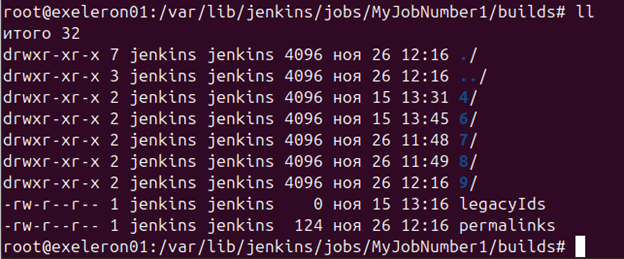 root@exeleron01:/var/lib/jenkins/jobs/MyJobNumber1/builds# ll
итого 32
drwxr-xr-x 7 jenkins jenkins 4096 ноя 26 12:16 ./
drwxr-xr-x 3 jenkins jenkins 4096 ноя 26 12:16 ../
drwxr-xr-x 2 jenkins jenkins 4096 ноя 15 13:31 4/
drwxr-xr-x 2 jenkins jenkins 4096 ноя 15 13:45 6/
drwxr-xr-x 2 jenkins jenkins 4096 ноя 26 11:48 7/
drwxr-xr-x 2 jenkins jenkins 4096 ноя 26 11:49 8/
drwxr-xr-x 2 jenkins jenkins 4096 ноя 26 12:16 9/
-rw-r--r-- 1 jenkins jenkins    0 ноя 15 13:16 legacyIds
-rw-r--r-- 1 jenkins jenkins  124 ноя 26 12:16 permalinks
root@exeleron01:/var/lib/jenkins/jobs/MyJobNumber1/builds#